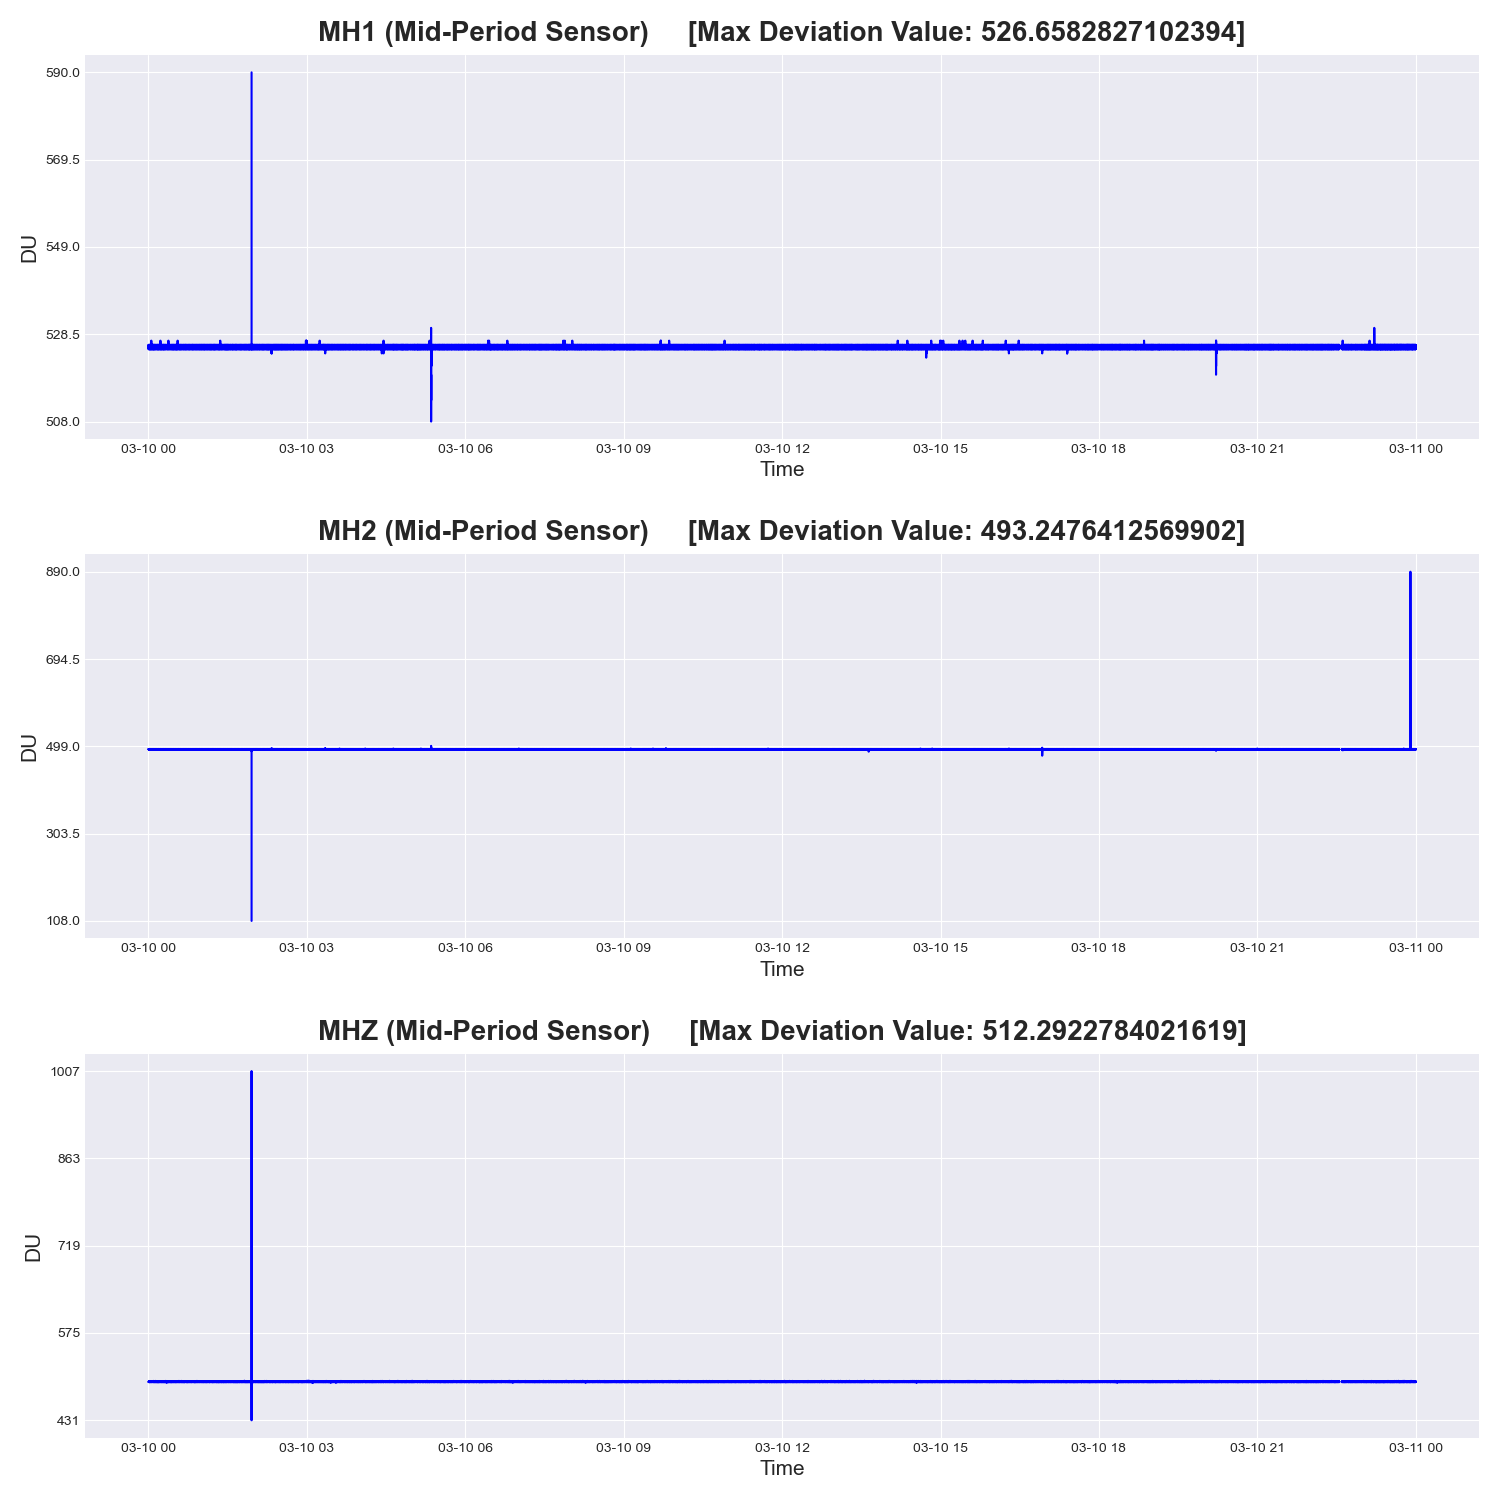 MH1 (Mid-Period Sensor) [Max Deviation Value: 526.6582827102394]
590.0
569.5
549.0
528.5
508.0
DU
03-10 00 03-10 03 03-10 06 03-10 09 03-10 12 03-10 15 03-10 18 03-10 21 03-11 00
Time
MH2 (Mid-Period Sensor) [Max Deviation Value: 493.2476412569902]
890.0
694.5
499.0
303.5
108.0
DU
03-10 00 03-10 03 03-10 06 03-10 09 03-10 12 03-10 15 03-10 18 03-10 21 03-11 00
Time
MHZ (Mid-Period Sensor) [Max Deviation Value: 512.2922784021619]
1007
863
719
575
431
DU
03-10 00 03-10 03 03-10 06 03-10 09 03-10 12 03-10 15 03-10 18 03-10 21 03-11 00
Time